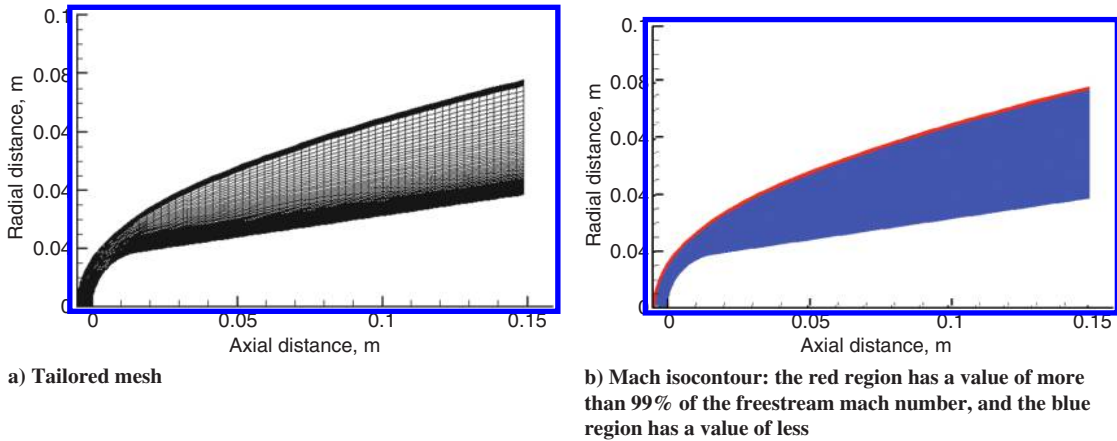 0.1
0.08
0.04
0.04
0.04
0
Radial distance, m
0
0.05
0.1
0.15
Axial distance, m
a) Tailored mesh
0.1
0.08
0.04
0.04
0
Radial distance, m
0
0.05
0.1
0.15
Axial distance, m
b) Mach isocontour: the red region has a value of more
than 99% of the freestream mach number, and the blue
region has a value of less